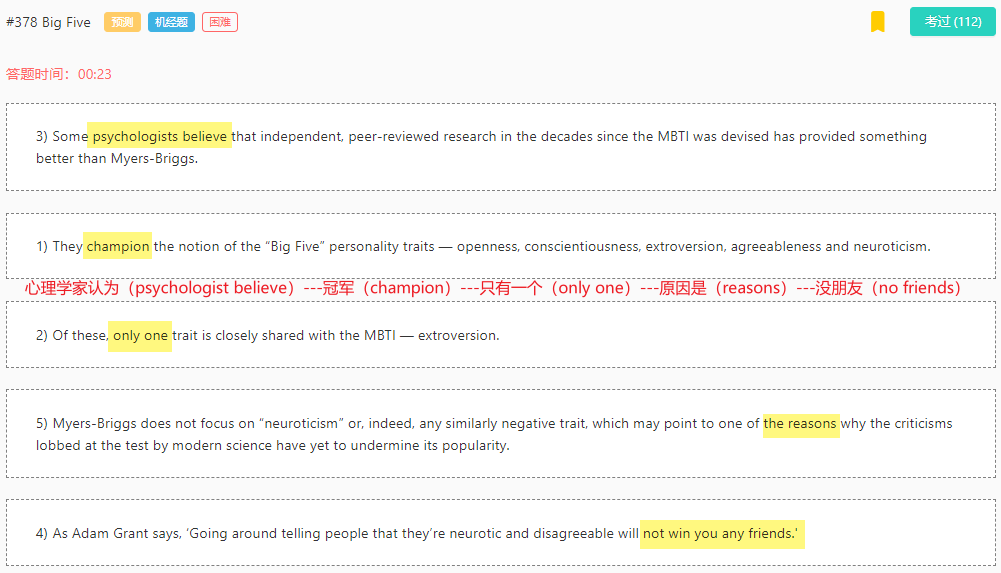 #378 Big Five 预测 机经题 困难 考过 (112)
答题时间：00:23
3) Some psychologists believe that independent, peer-reviewed research in the decades since the MBTI was devised has provided something
better than Myers-Briggs.
1) They champion the notion of the “Big Five” personality traits — openness, conscientiousness, extroversion, agreeableness and neuroticism.
心理学家认为（psychologist believe）---冠军（champion）---只有一个（only one）---原因是（reasons）---没朋友（no friends）
2) Of these, only one trait is closely shared with the MBTI — extroversion.
5) Myers-Briggs does not focus on “neuroticism” or, indeed, any similarly negative trait, which may point to one of the reasons why the criticisms
lobbed at the test by modern science have yet to undermine its popularity.
4) As Adam Grant says, ‘Going around telling people that they’re neurotic and disagreeable will not win you any friends.’